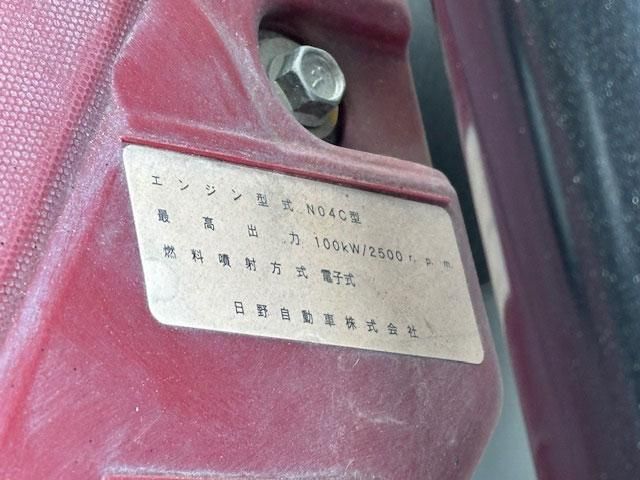 エンジン型式 N04C型
最高出力 100kW/2500 r. p. m.
燃料噴射方式 電子式
日野自動車株式会社